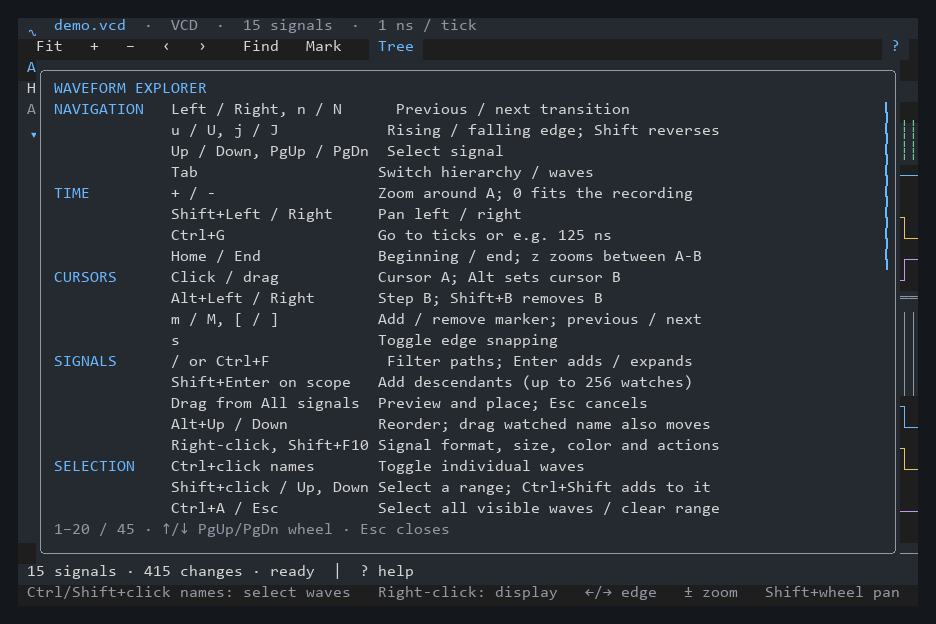 demo.vcd · VCD · 15 signals · 1 ns / tick
Fit + − ‹ › Find Mark Tree ?
A
H
A
WAVEFORM EXPLORER
NAVIGATION Left / Right, n / N Previous / next transition
u / U, j / J Rising / falling edge; Shift reverses
Up / Down, PgUp / PgDn Select signal
Tab Switch hierarchy / waves
TIME + / - Zoom around A; 0 fits the recording
Shift+Left / Right Pan left / right
Ctrl+G Go to ticks or e.g. 125 ns
Home / End Beginning / end; z zooms between A-B
CURSORS Click / drag Cursor A; Alt sets cursor B
Alt+Left / Right Step B; Shift+B removes B
m / M, [ / ] Add / remove marker; previous / next
s Toggle edge snapping
SIGNALS / or Ctrl+F Filter paths; Enter adds / expands
Shift+Enter on scope Add descendants (up to 256 watches)
Drag from All signals Preview and place; Esc cancels
Alt+Up / Down Reorder; drag watched name also moves
Right-click, Shift+F10 Signal format, size, color and actions
SELECTION Ctrl+click names Toggle individual waves
Shift+click / Up, Down Select a range; Ctrl+Shift adds to it
Ctrl+A / Esc Select all visible waves / clear range
1–20 / 45 · ↑/↓ PgUp/PgDn wheel · Esc closes
15 signals · 415 changes · ready │ ? help
Ctrl/Shift+click names: select waves Right-click: display ←/→ edge ± zoom Shift+wheel pan